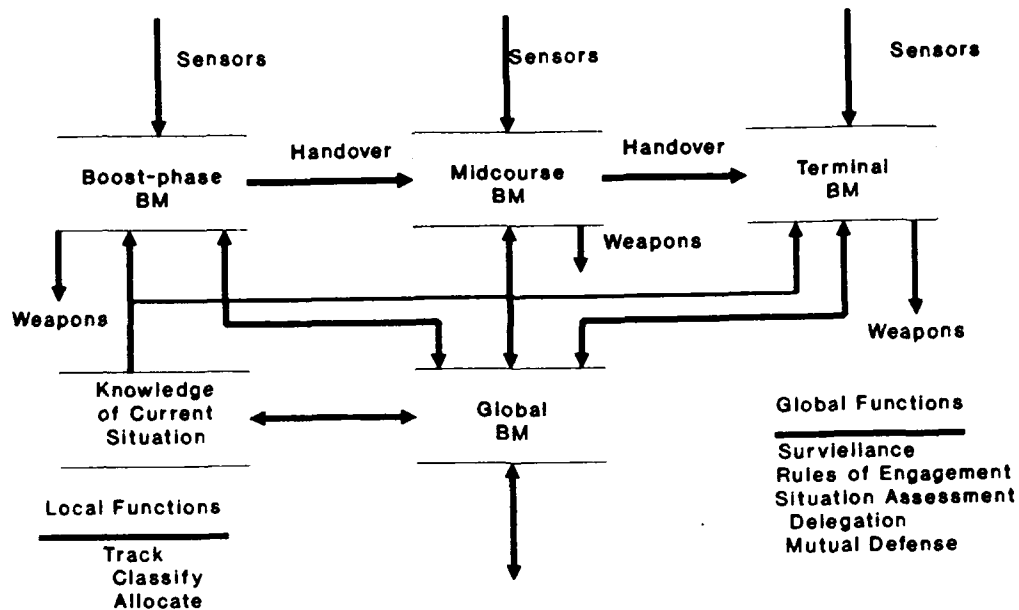 Sensors
Sensors
Sensors
Handover
Handover
Boost-phase
BM
Midcourse
BM
Terminal
BM
Weapons
Weapons
Weapons
Knowledge
of Current
Situation
Global
BM
Global Functions
Surviellance
Rules of Engagement
Situation Assessment
Delegation
Mutual Defense
Local Functions
Track
Classify
Allocate